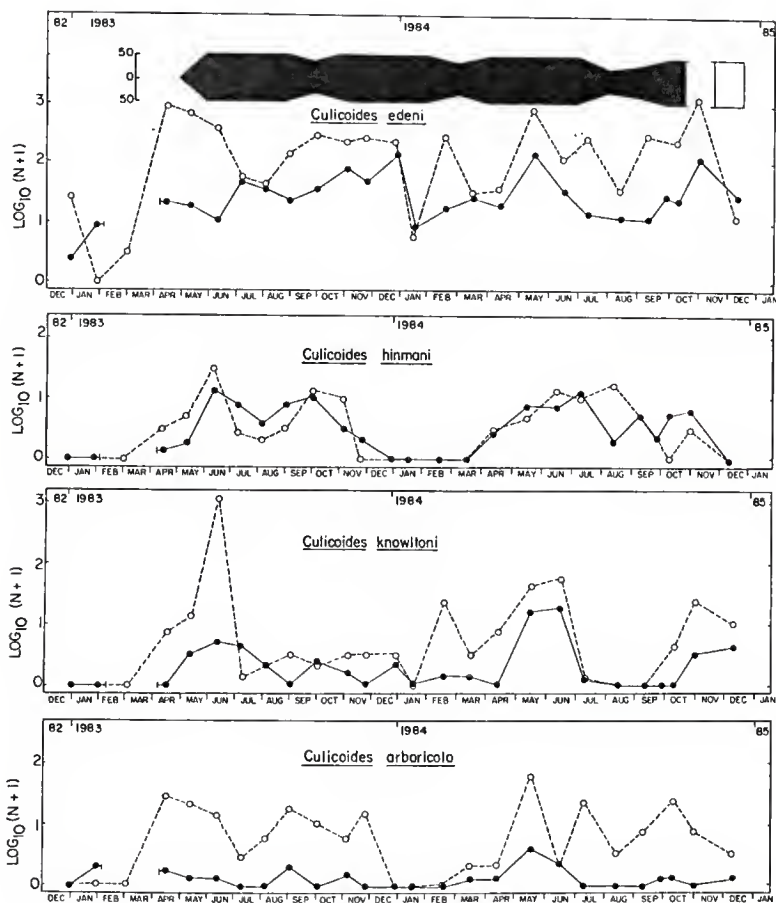 82 1983 1984 85
50
0
50
Culicoides edeni
3
2
1
0
LOG10 (N + 1)
DEC JAN FEB MAR APR MAY JUN JUL AUG SEP OCT NOV DEC JAN FEB MAR APR MAY JUN JUL AUG SEP OCT NOV DEC JAN
82 1983 1984 85
Culicoides hinmani
2
1
0
LOG10 (N + 1)
DEC JAN FEB MAR APR MAY JUN JUL AUG SEP OCT NOV DEC JAN FEB MAR APR MAY JUN JUL AUG SEP OCT NOV DEC JAN
82 1983 1984 85
Culicoides knowltoni
3
2
1
0
LOG10 (N + 1)
DEC JAN FEB MAR APR MAY JUN JUL AUG SEP OCT NOV DEC JAN FEB MAR APR MAY JUN JUL AUG SEP OCT NOV DEC JAN
82 1983 1984 85
Culicoides arboricolo
2
1
0
LOG10 (N + 1)
DEC JAN FEB MAR APR MAY JUN JUL AUG SEP OCT NOV DEC JAN FEB MAR APR MAY JUN JUL AUG SEP OCT NOV DEC JAN